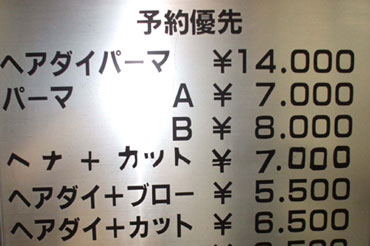 予約優先
ヘアダイパーマ ¥14.000
パーマ A ¥ 7.000
B ¥ 8.000
ヘナ+カット ¥ 7.000
ヘアダイ+ブロー ¥ 5.500
ヘアダイ+カット ¥ 6.500